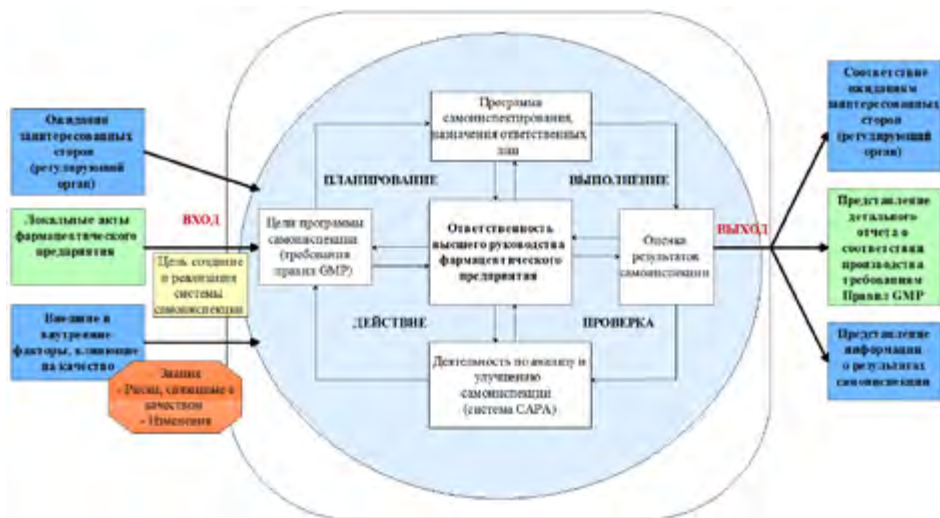 Ожидания
заинтересованных
сторон
(регулирующий
орган)
Локальные акты
фармацевтического
предприятия
Внешние и
внутренние
факторы, влияющие
на качество
- Знания
- Риски, связанные с
качеством
- Изменения
ВХОД
Цель создания
и реализации
системы
самоинспекции
Программа
самоинспектирования,
назначения ответственных
лиц
ПЛАНИРОВАНИЕ
ВЫПОЛНЕНИЕ
Цели программы
самоинспекции
(требования
правил GMP)
Ответственность
высшего руководства
фармацевтического
предприятия
Оценка
результатов
самоинспекции
ДЕЙСТВИЕ
ПРОВЕРКА
Деятельность по анализу и
улучшению
самоинспекции
(система CAPA)
ВЫХОД
Соответствие
ожиданиям
заинтересованных
сторон
(регулирующий
орган)
Представление
детального
отчета о
соответствии
производства
требованиям
Правил GMP
Представление
информации
о результатах
самоинспекции